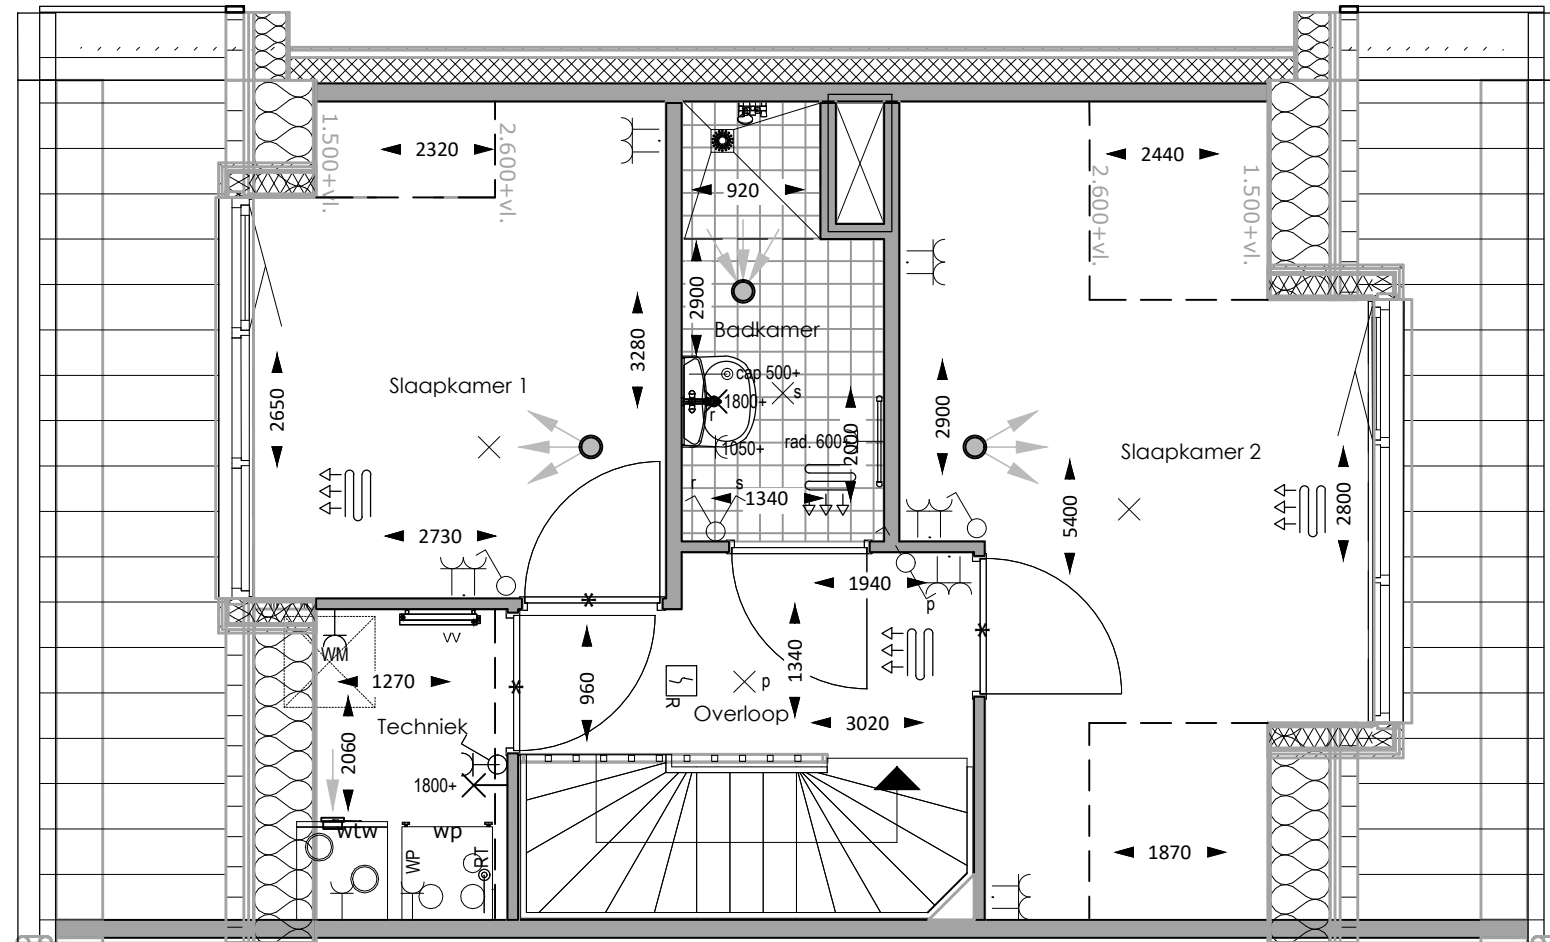 1.500+vl.
2320
2.600+vl.
920
2.600+vl.
2440
1.500+vl.
2900
Badkamer
3280
Slaapkamer 1
2650
cap 500+
s
1800+
r
1050+
rad. 600+
2000
2900
Slaapkamer 2
r
s
1340
2800
5400
2730
1940
p
WM
vv
1270
960
R
p
1340
Overloop
3020
Techniek
2060
1800+
wtw
wp
WP
RT
1870